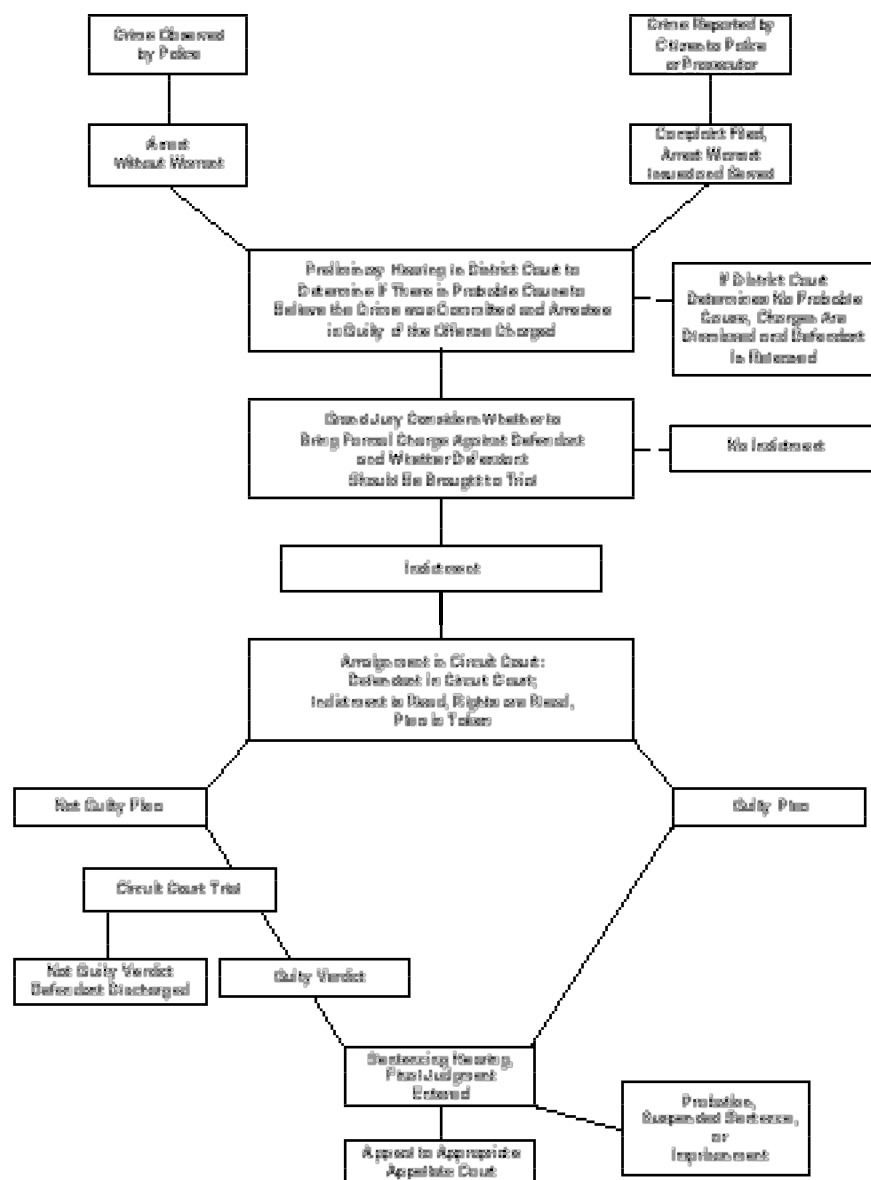 Crime Observed
by Police
Crime Reported by
Citizen to Police
or Prosecutor
Arrest
Without Warrant
Complaint Filed,
Arrest Warrant
Issued and Served
Preliminary Hearing in District Court to
Determine If There is Probable Cause to
Believe the Crime was Committed and Arrestee
is Guilty of the Offense Charged
If District Court
Determines No Probable
Cause, Charges Are
Dismissed and Defendant
is Released
Grand Jury Considers Whether to
Bring Formal Charge Against Defendant
and Whether Defendant
Should Be Brought to Trial
No Indictment
Indictment
Arraignment in Circuit Court:
Defendant in Circuit Court;
Indictment is Read, Rights are Read,
Plea is Taken
Not Guilty Plea
Guilty Plea
Circuit Court Trial
Not Guilty Verdict
Defendant Discharged
Guilty Verdict
Sentencing Hearing,
Final Judgment
Entered
Probation,
Suspended Sentence,
or
Imprisonment
Appeal to Appropriate
Appellate Court